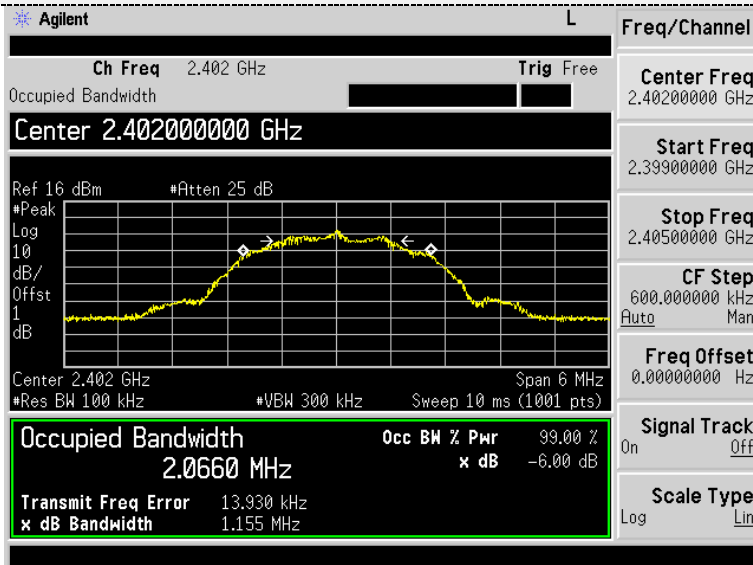 Agilent
L
Ch Freq 2.402 GHz Trig Free
Occupied Bandwidth
Center 2.402000000 GHz
Ref 16 dBm #Atten 25 dB
#Peak
Log
10
dB/
Offst
1
dB
Center 2.402 GHz Span 6 MHz
#Res BW 100 kHz #VBW 300 kHz Sweep 10 ms (1001 pts)
Occupied Bandwidth
2.0660 MHz
Occ BW % Pwr 99.00 %
x dB -6.00 dB
Transmit Freq Error 13.930 kHz
x dB Bandwidth 1.155 MHz
Freq/Channel
Center Freq
2.40200000 GHz
Start Freq
2.39900000 GHz
Stop Freq
2.40500000 GHz
CF Step
600.000000 kHz
Auto Man
Freq Offset
0.00000000 Hz
Signal Track
On Off
Scale Type
Log Lin